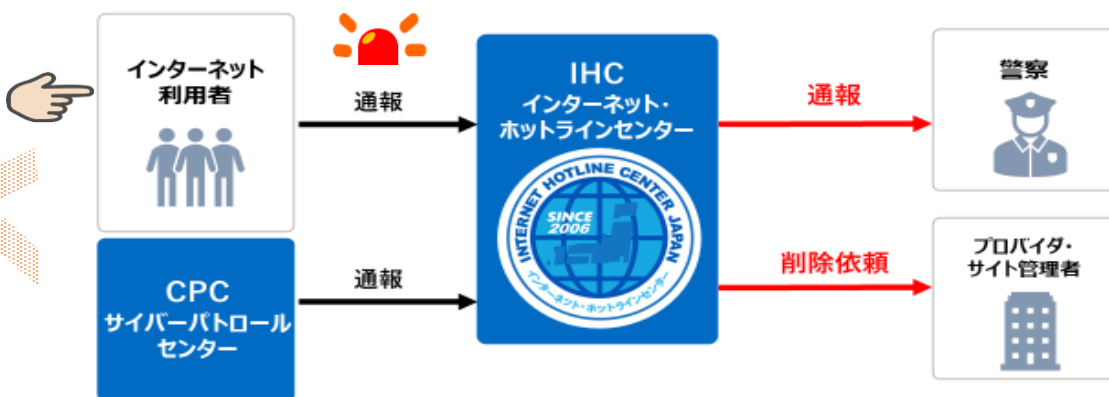 インターネット
利用者
通報
IHC
インターネット・
ホットラインセンター
INTERNET HOTLINE CENTER JAPAN
SINCE
2006
インターネット・ホットラインセンター
通報
警察
CPC
サイバーパトロール
センター
通報
削除依頼
プロバイダ・
サイト管理者